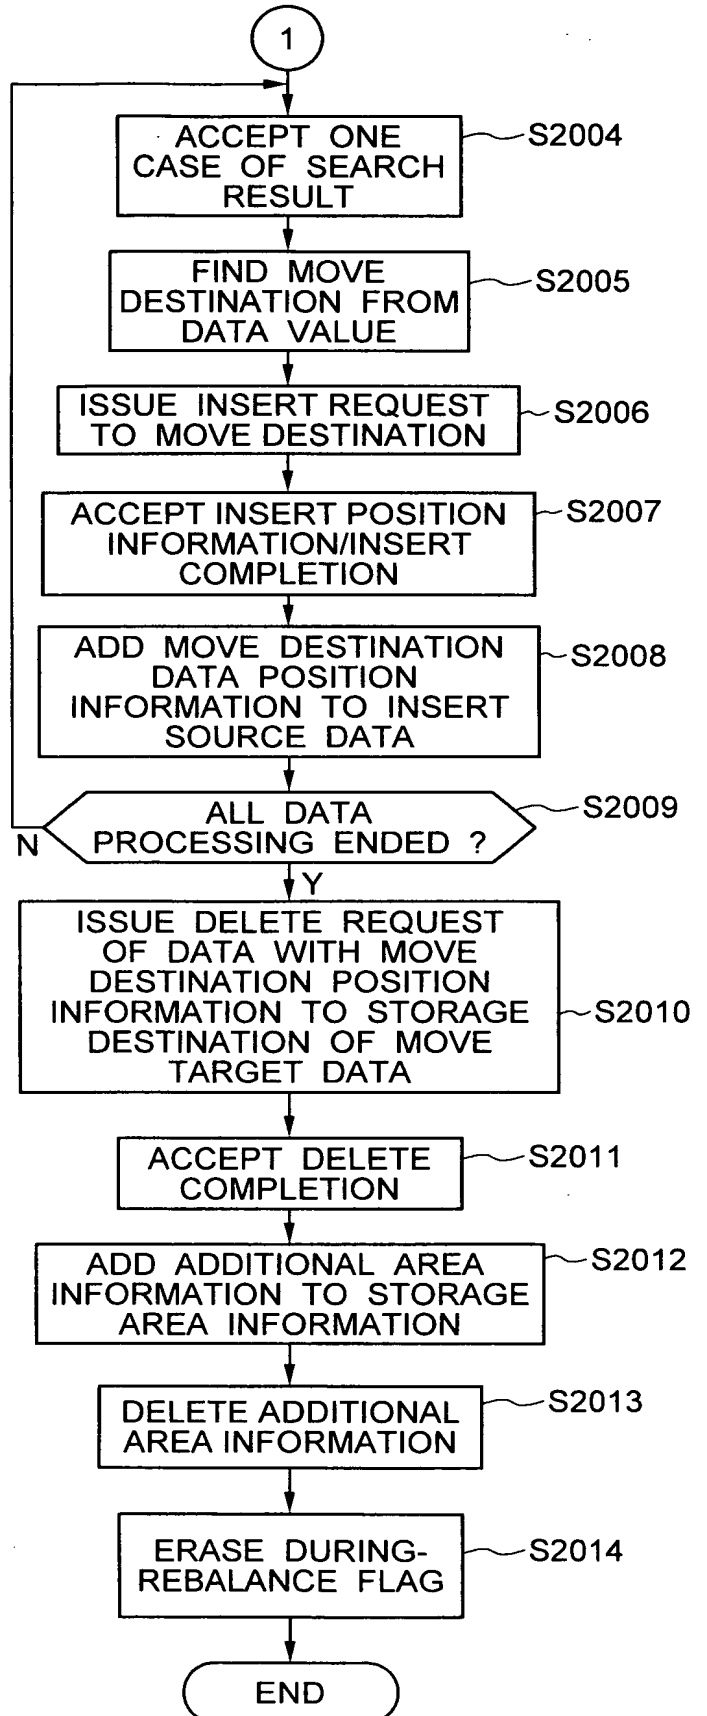 1
ACCEPT ONE
CASE OF SEARCH
RESULT
S2004
FIND MOVE
DESTINATION FROM
DATA VALUE
S2005
ISSUE INSERT REQUEST
TO MOVE DESTINATION
S2006
ACCEPT INSERT POSITION
INFORMATION/INSERT
COMPLETION
S2007
ADD MOVE DESTINATION
DATA POSITION
INFORMATION TO INSERT
SOURCE DATA
S2008
ALL DATA
PROCESSING ENDED ?
S2009
N
Y
ISSUE DELETE REQUEST
OF DATA WITH MOVE
DESTINATION POSITION
INFORMATION TO STORAGE
DESTINATION OF MOVE
TARGET DATA
S2010
ACCEPT DELETE
COMPLETION
S2011
ADD ADDITIONAL AREA
INFORMATION TO STORAGE
AREA INFORMATION
S2012
DELETE ADDITIONAL
AREA INFORMATION
S2013
ERASE DURING-
REBALANCE FLAG
S2014
END